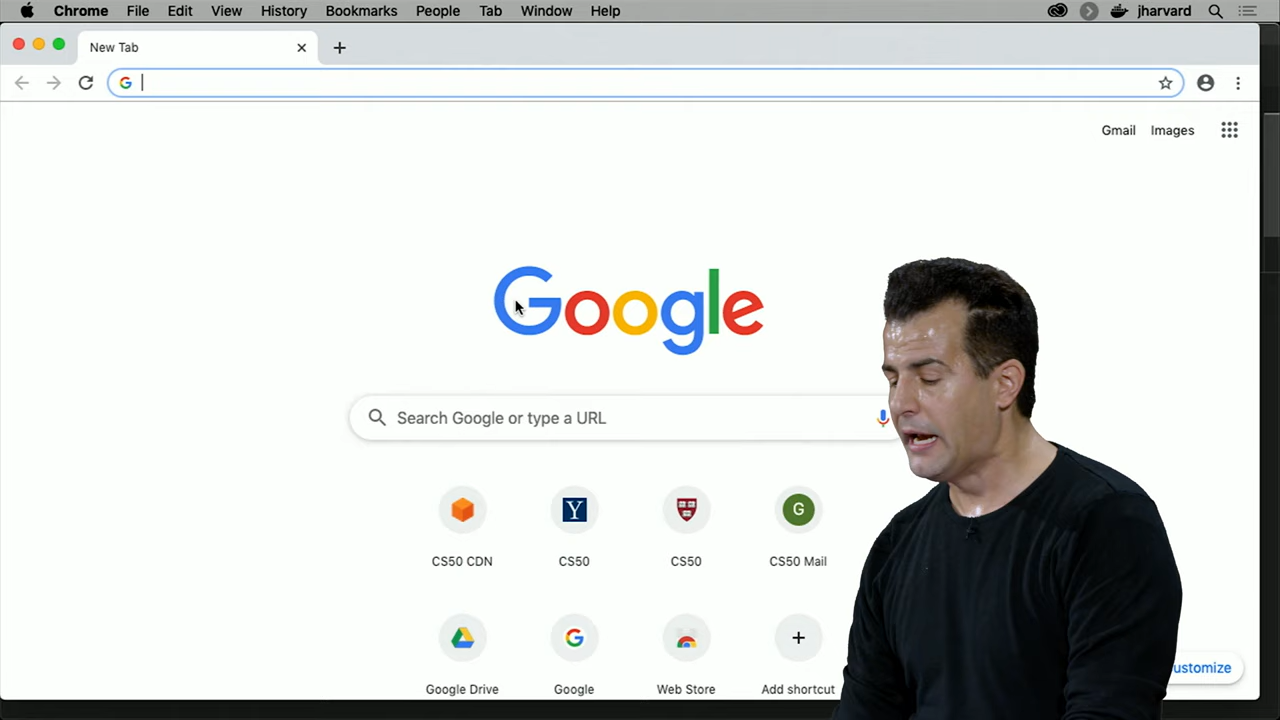 Chrome File Edit View History Bookmarks People Tab Window Help jharvard
New Tab
Gmail Images
Google
Search Google or type a URL
Y G
CS50 CDN CS50 CS50 CS50 Mail
Google Drive Google Web Store Add shortcut
ustomize